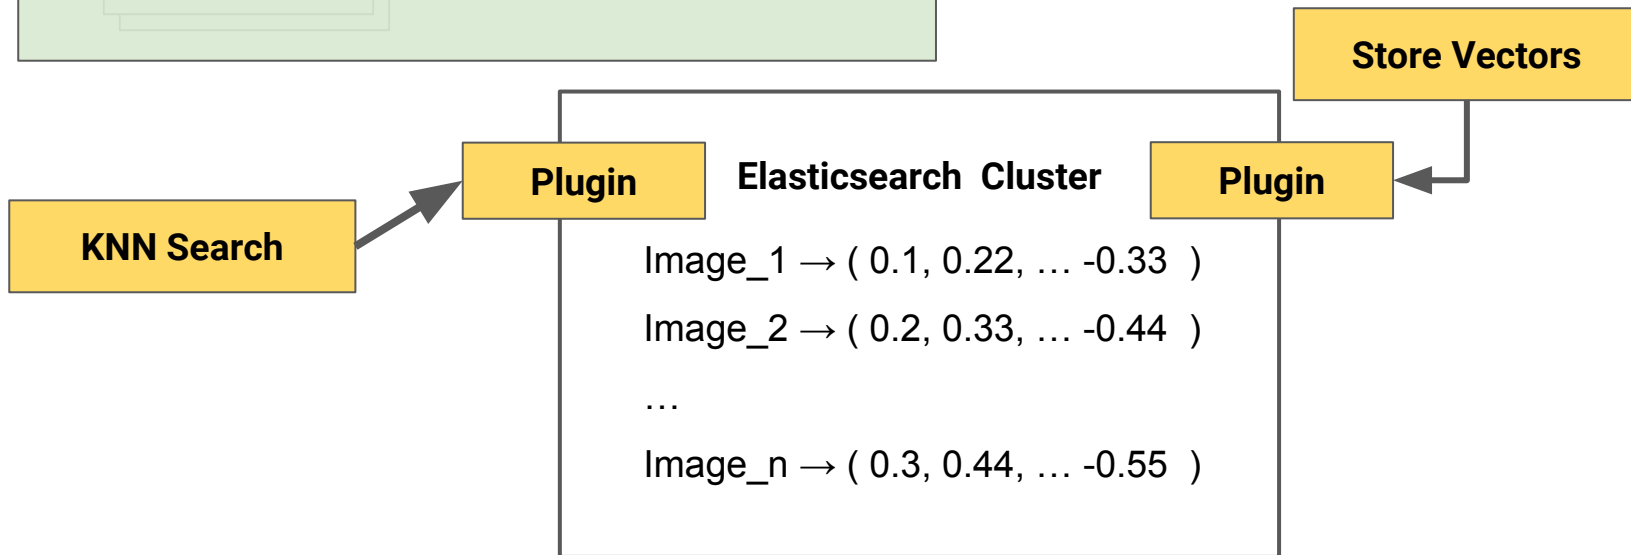 Store Vectors
Plugin
Elasticsearch Cluster
Plugin
KNN Search
Image_1 → ( 0.1, 0.22, … -0.33 )
Image_2 → ( 0.2, 0.33, … -0.44 )
…
Image_n → ( 0.3, 0.44, … -0.55 )